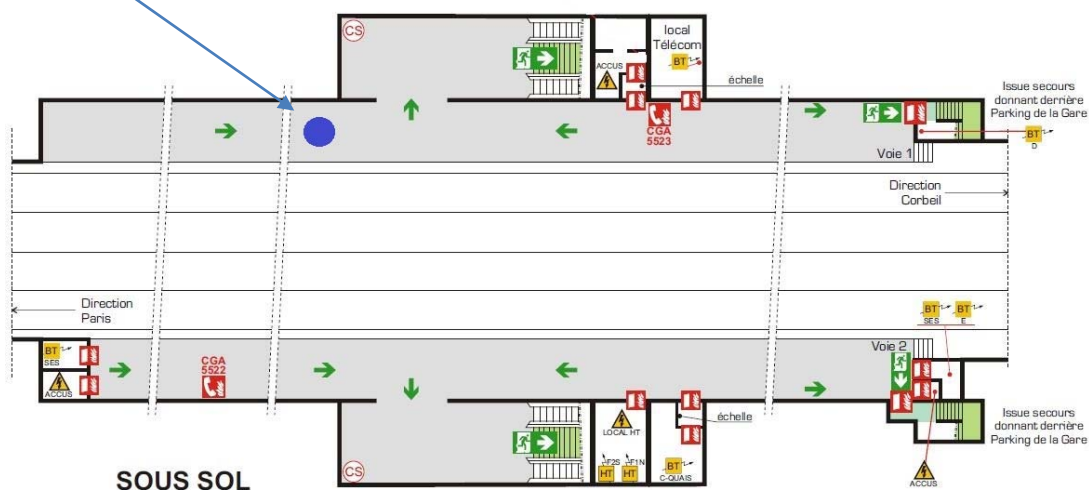 CS
local
Télécom
BT
ACCUS
échelle
CGA
5523
Issue secours
donnant derrière
Parking de la Gare
BT
D
Voie 1
Direction
Corbeil
Direction
Paris
BT
SES
ACCUS
CGA
5522
BT
SES
BT
E
Voie 2
LOCAL HT
échelle
F2S
F1N
HT
HT
BT
C-QUAIS
CS
ACCUS
Issue secours
donnant derrière
Parking de la Gare
SOUS SOL